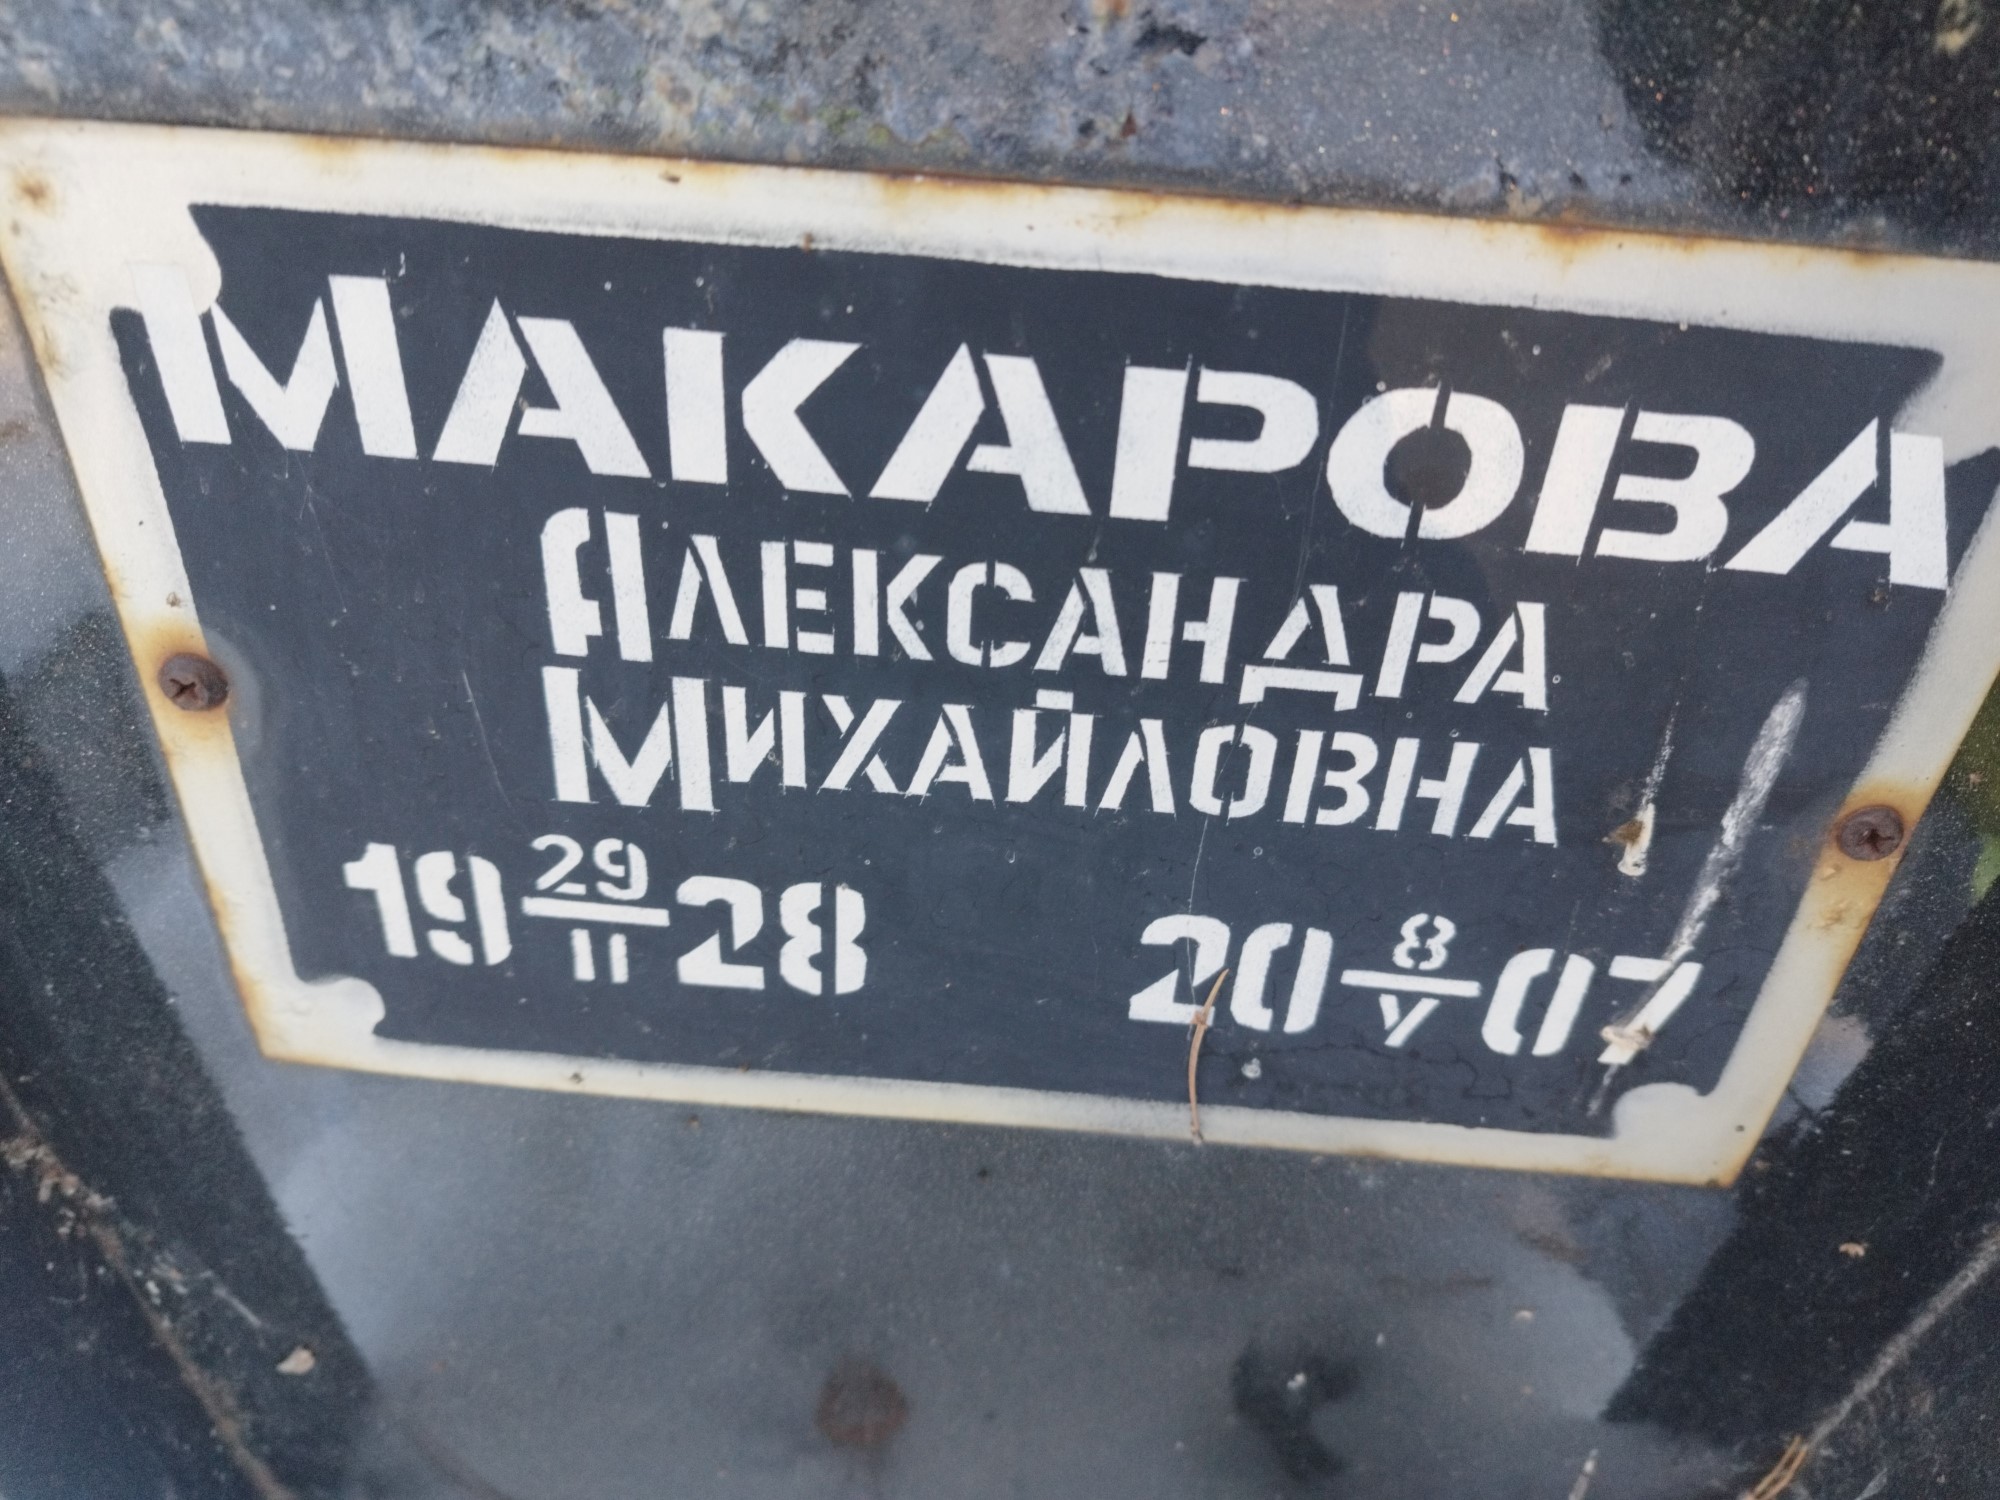 МАКАРОВА
АЛЕКСАНДРА
МИХАЙЛОВНА
19 29/II 28 20 8/V 07